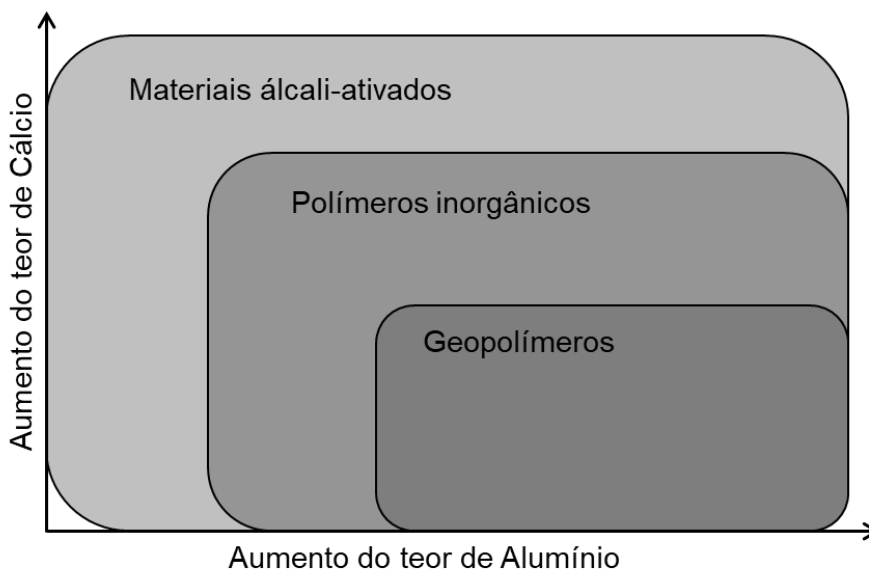 Materiais álcali-ativados
Polímeros inorgânicos
Geopolímeros
Aumento do teor de Cálcio
Aumento do teor de Alumínio